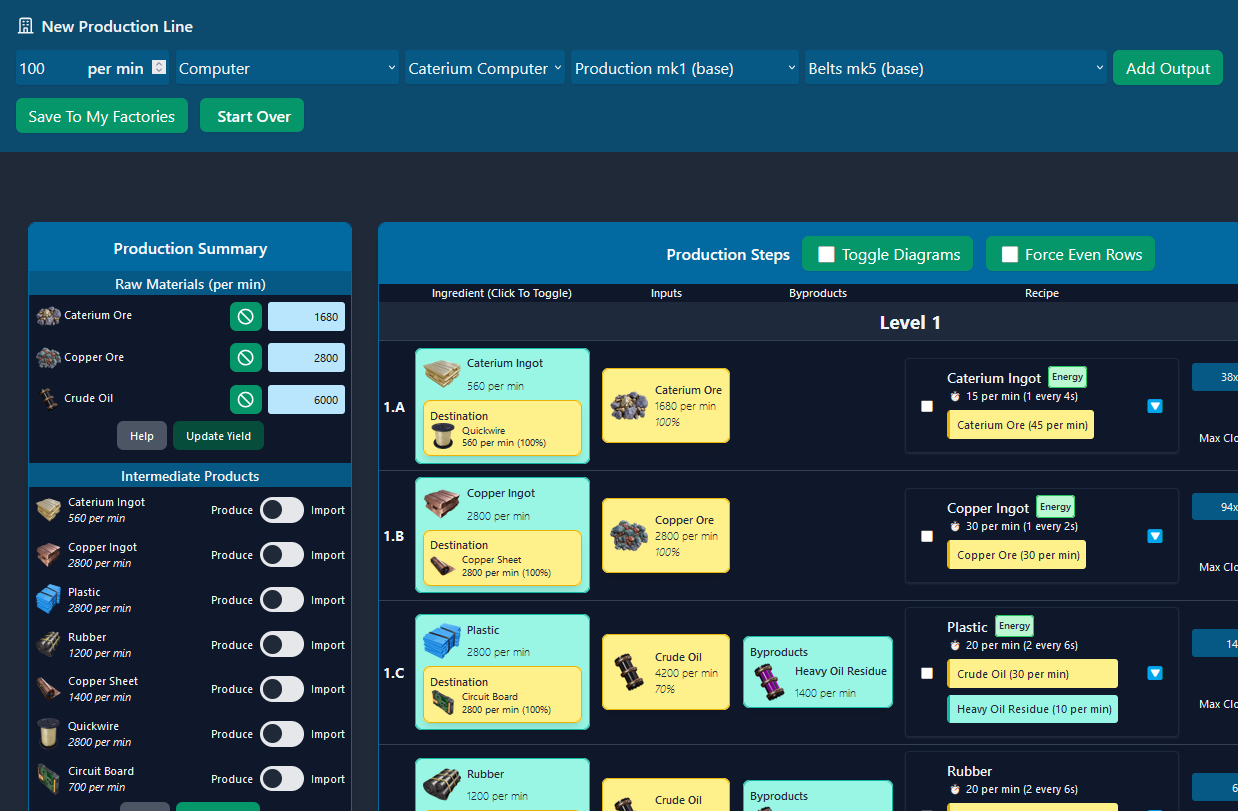 New Production Line
100 per min Computer Caterium Computer Production mk1 (base) Belts mk5 (base) Add Output
Save To My Factories Start Over
Production Summary
Raw Materials (per min)
Caterium Ore 1680
Copper Ore 2800
Crude Oil 6000
Help Update Yield
Intermediate Products
Caterium Ingot
560 per min
Produce Import
Copper Ingot
2800 per min
Produce Import
Plastic
2800 per min
Produce Import
Rubber
1200 per min
Produce Import
Copper Sheet
1400 per min
Produce Import
Quickwire
2800 per min
Produce Import
Circuit Board
700 per min
Produce Import
Production Steps Toggle Diagrams Force Even Rows
Ingredient (Click To Toggle) Inputs Byproducts Recipe
Level 1
1.A
Caterium Ingot
560 per min
Destination
Quickwire
560 per min (100%)
Caterium Ore
1680 per min
100%
Caterium Ingot Energy
15 per min (1 every 4s)
Caterium Ore (45 per min)
38x
Max Clo
1.B
Copper Ingot
2800 per min
Destination
Copper Sheet
2800 per min (100%)
Copper Ore
2800 per min
100%
Copper Ingot Energy
30 per min (1 every 2s)
Copper Ore (30 per min)
94x
Max Clo
1.C
Plastic
2800 per min
Destination
Circuit Board
2800 per min (100%)
Crude Oil
4200 per min
70%
Byproducts
Heavy Oil Residue
1400 per min
Plastic Energy
20 per min (2 every 6s)
Crude Oil (30 per min)
Heavy Oil Residue (10 per min)
14
Max Clo
Rubber
1200 per min
Crude Oil
Byproducts
Rubber
20 per min (2 every 6s)
6